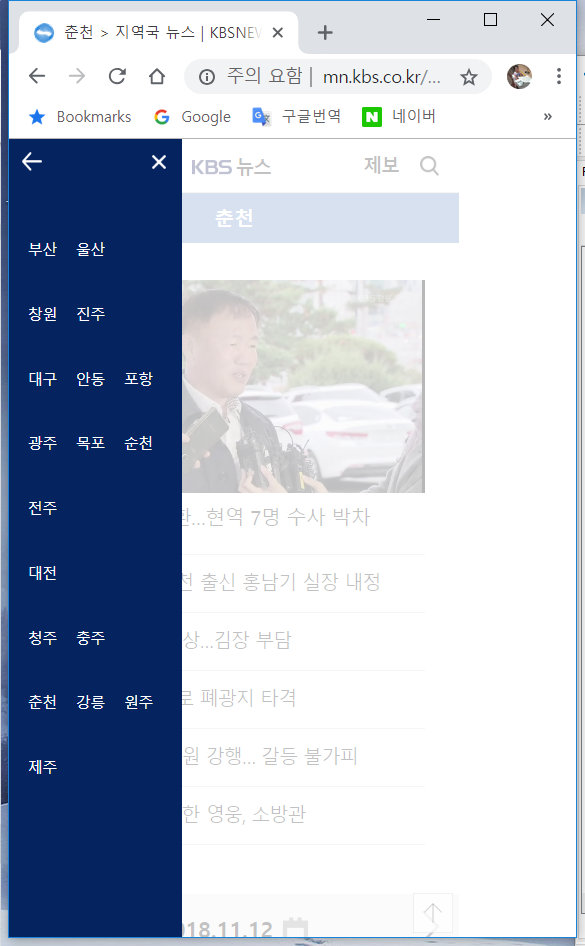 춘천 > 지역국 뉴스 | KBSNEW
주의 요함 | mn.kbs.co.kr/...
Bookmarks Google 구글번역 네이버 »
KBS 뉴스 제보
춘천
부산 울산
창원 진주
대구 안동 포항
광주 목포 순천
...현역 7명 수사 박차
전주
대전
천 출신 홍남기 실장 내정
청주 충주
상...김장 부담
춘천 강릉 원주
로 폐광지 타격
제주
원 강행... 갈등 불가피
한 영웅, 소방관
018.11.12